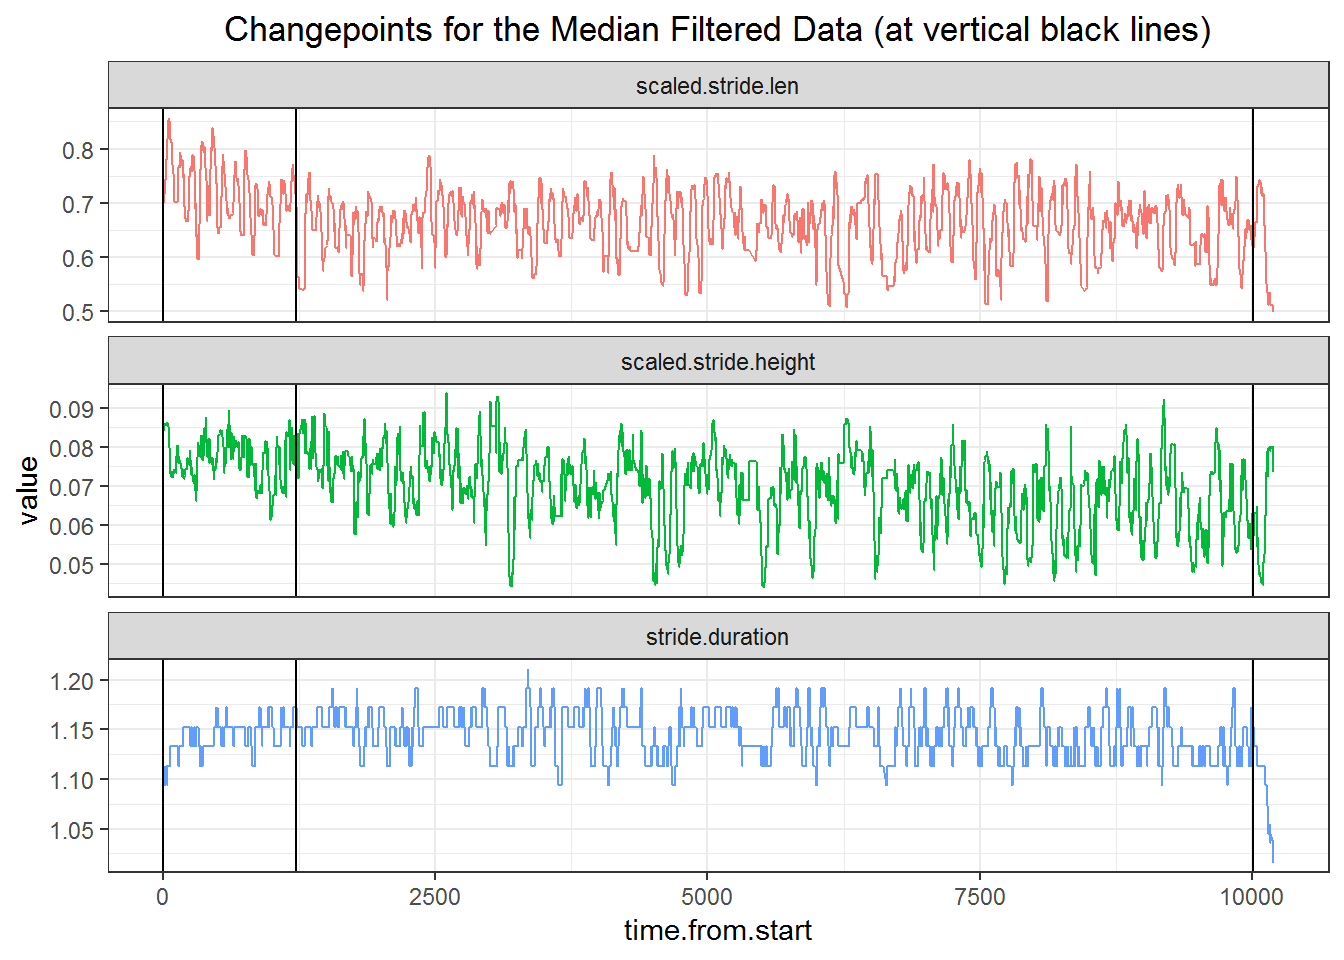 Changepoints for the Median Filtered Data (at vertical black lines)
scaled.stride.len
0.8
0.7
0.6
0.5
scaled.stride.height
0.09
0.08
0.07
0.06
0.05
value
stride.duration
1.20
1.15
1.10
1.05
0 2500 5000 7500 10000
time.from.start